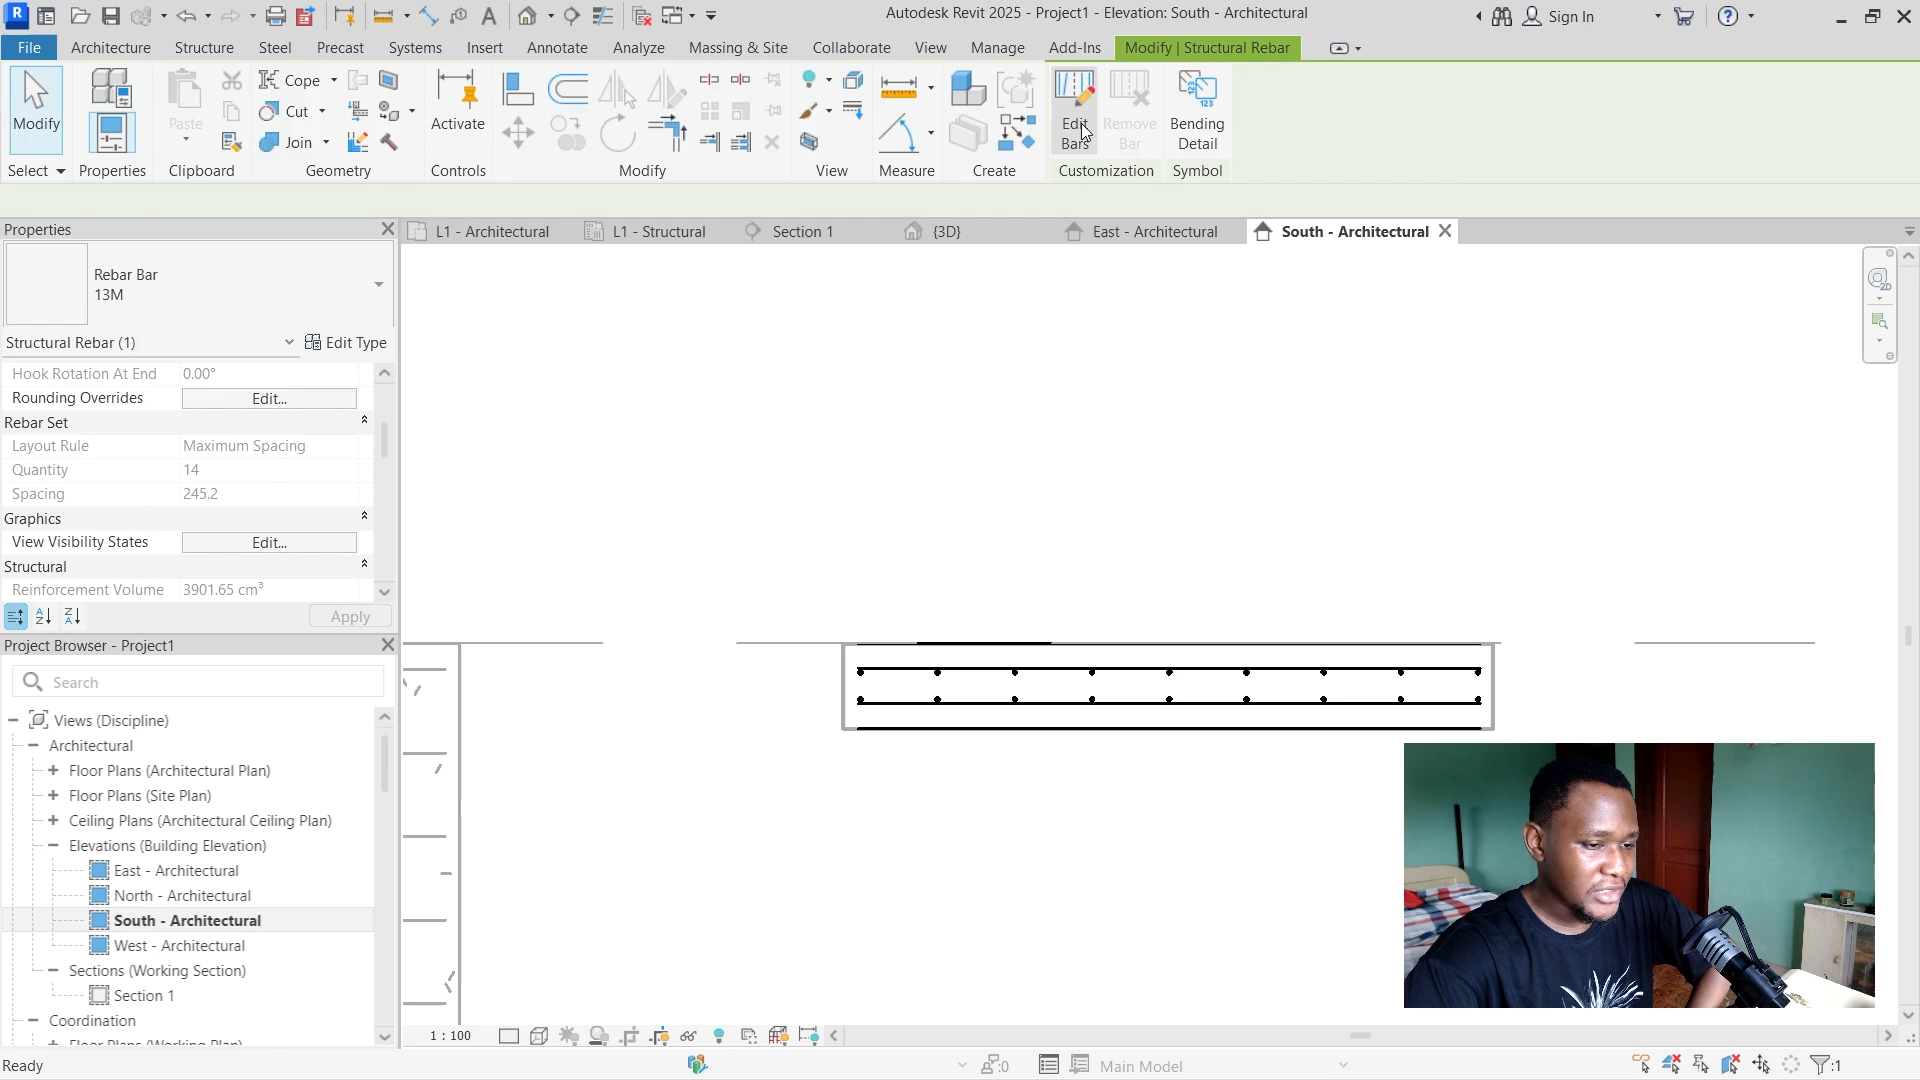 Autodesk Revit 2025 - Project1 - Elevation: South - Architectural
Sign In
File Architecture Structure Steel Precast Systems Insert Annotate Analyze Massing & Site Collaborate View Manage Add-Ins Modify | Structural Rebar
Modify
Paste
Cope
Cut
Join
Activate
Edit Bars
Remove Bar
Bending Detail
Select Properties Clipboard Geometry Controls Modify View Measure Create Customization Symbol
Properties
L1 - Architectural L1 - Structural Section 1 {3D} East - Architectural South - Architectural
Rebar Bar
13M
Structural Rebar (1) Edit Type
Hook Rotation At End 0.00°
Rounding Overrides Edit...
Rebar Set
Layout Rule Maximum Spacing
Quantity 14
Spacing 245.2
Graphics
View Visibility States Edit...
Structural
Reinforcement Volume 3901.65 cm³
Apply
Project Browser - Project1
Search
Views (Discipline)
Architectural
Floor Plans (Architectural Plan)
Floor Plans (Site Plan)
Ceiling Plans (Architectural Ceiling Plan)
Elevations (Building Elevation)
East - Architectural
North - Architectural
South - Architectural
West - Architectural
Sections (Working Section)
Section 1
Coordination
Floor Plans (Working Plan)
1 : 100
Ready
:0
Main Model
:1